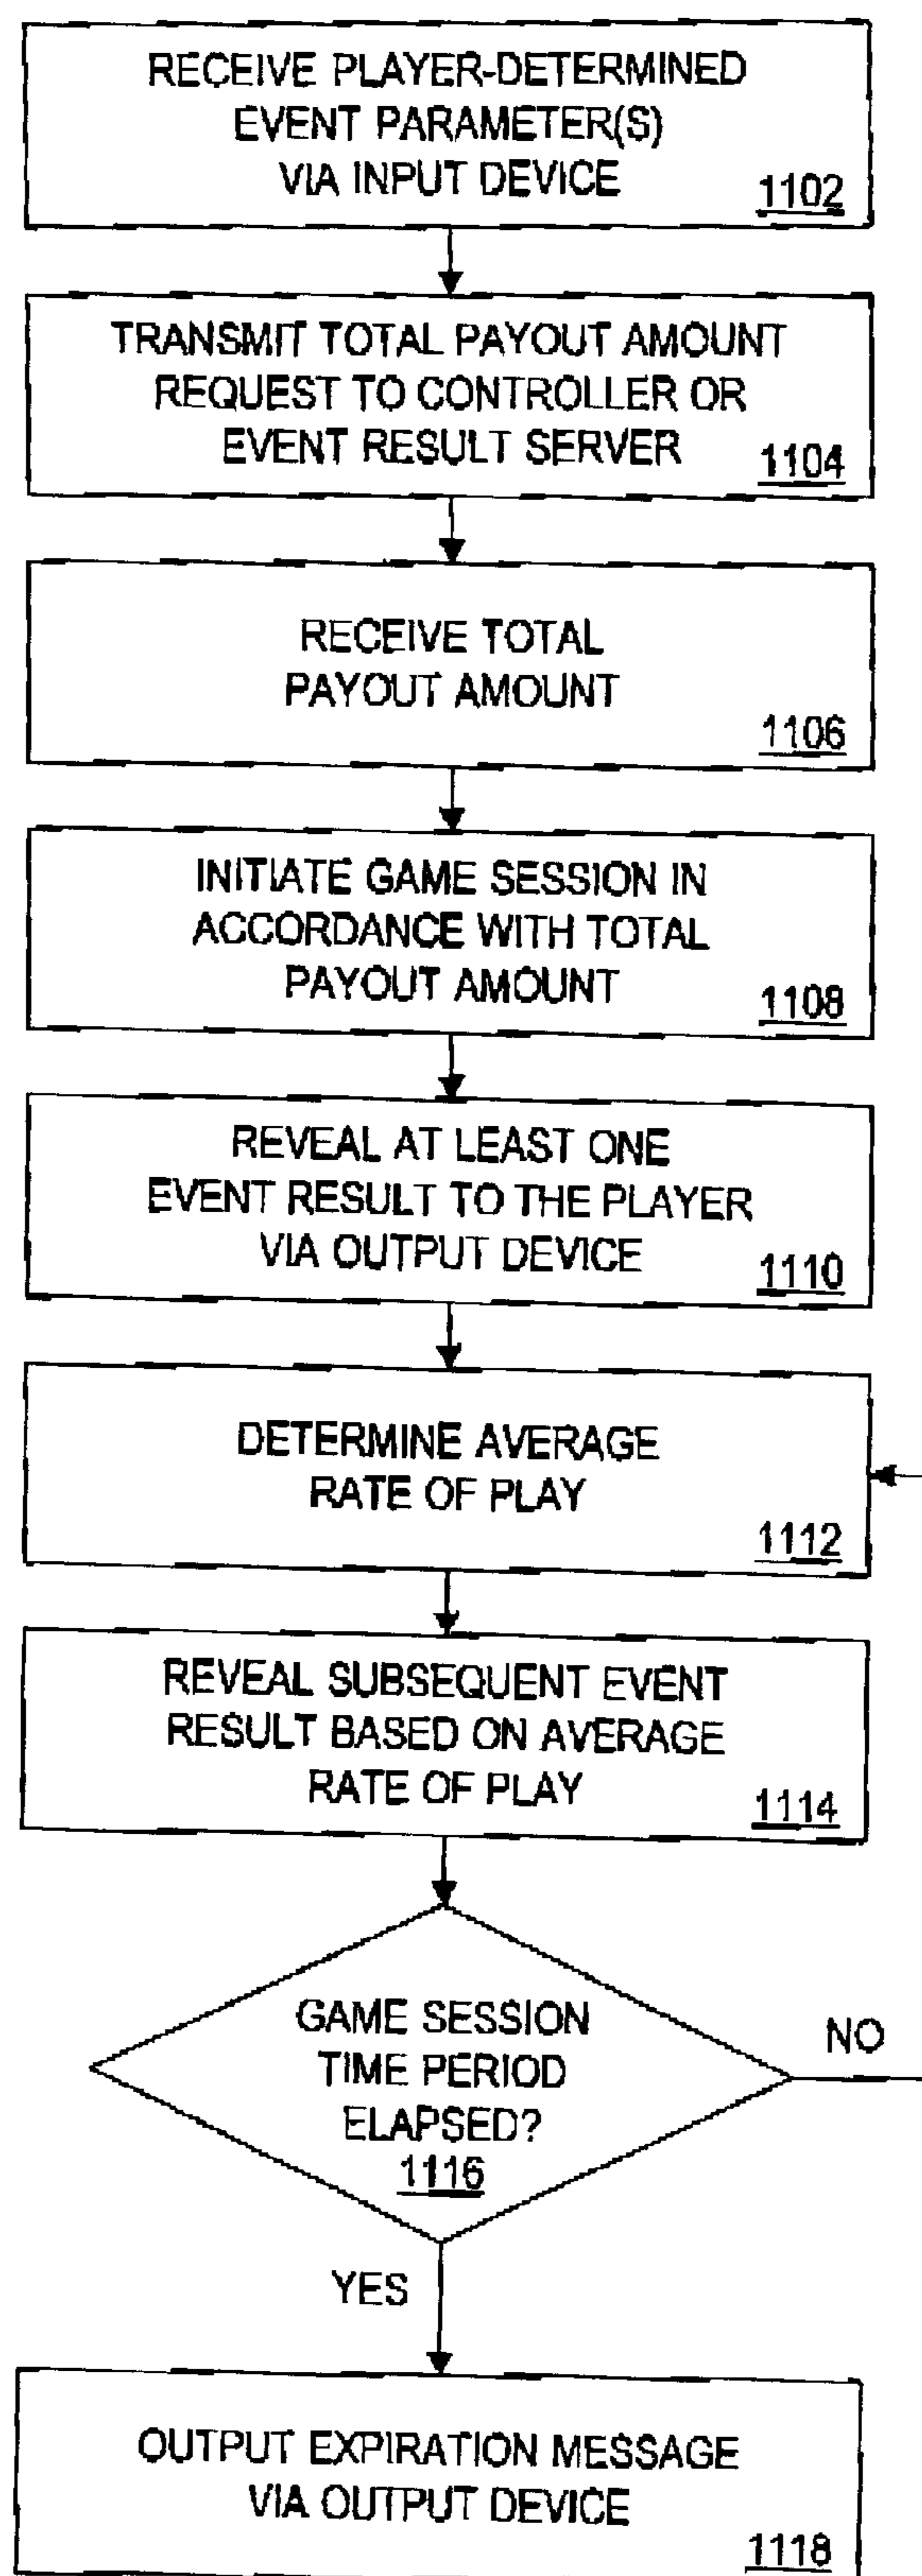 RECEIVE PLAYER-DETERMINED
EVENT PARAMETER(S)
VIA INPUT DEVICE
1102
TRANSMIT TOTAL PAYOUT AMOUNT
REQUEST TO CONTROLLER OR
EVENT RESULT SERVER
1104
RECEIVE TOTAL
PAYOUT AMOUNT
1106
INITIATE GAME SESSION IN
ACCORDANCE WITH TOTAL
PAYOUT AMOUNT
1108
REVEAL AT LEAST ONE
EVENT RESULT TO THE PLAYER
VIA OUTPUT DEVICE
1110
DETERMINE AVERAGE
RATE OF PLAY
1112
REVEAL SUBSEQUENT EVENT
RESULT BASED ON AVERAGE
RATE OF PLAY
1114
GAME SESSION
TIME PERIOD
ELAPSED?
1116
NO
YES
OUTPUT EXPIRATION MESSAGE
VIA OUTPUT DEVICE
1118